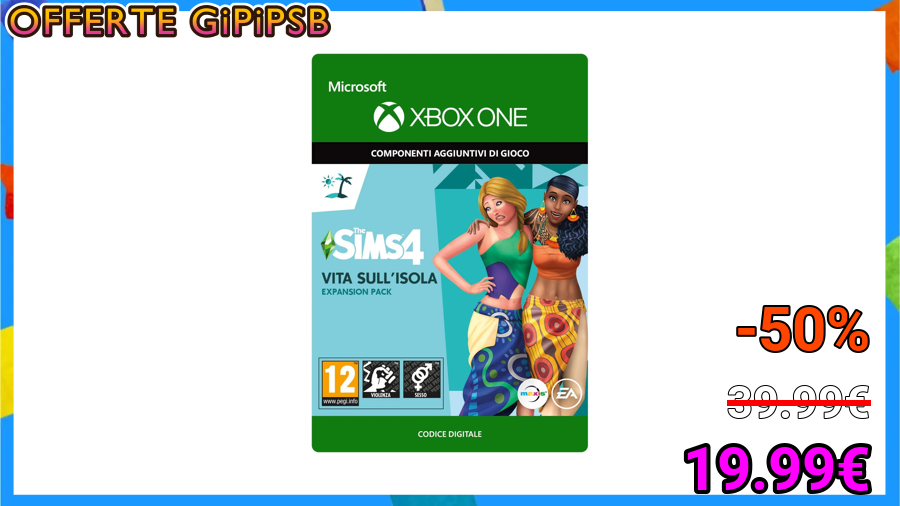 OFFERTE GiPiPSB
Microsoft
XBOX ONE
COMPONENTI AGGIUNTIVI DI GIOCO
The
SIMS4
VITA SULL'ISOLA
EXPANSION PACK
12
www.pegi.info
VIOLENZA
SESSO
maxis
EA
CODICE DIGITALE
-50%
39.99€
19.99€